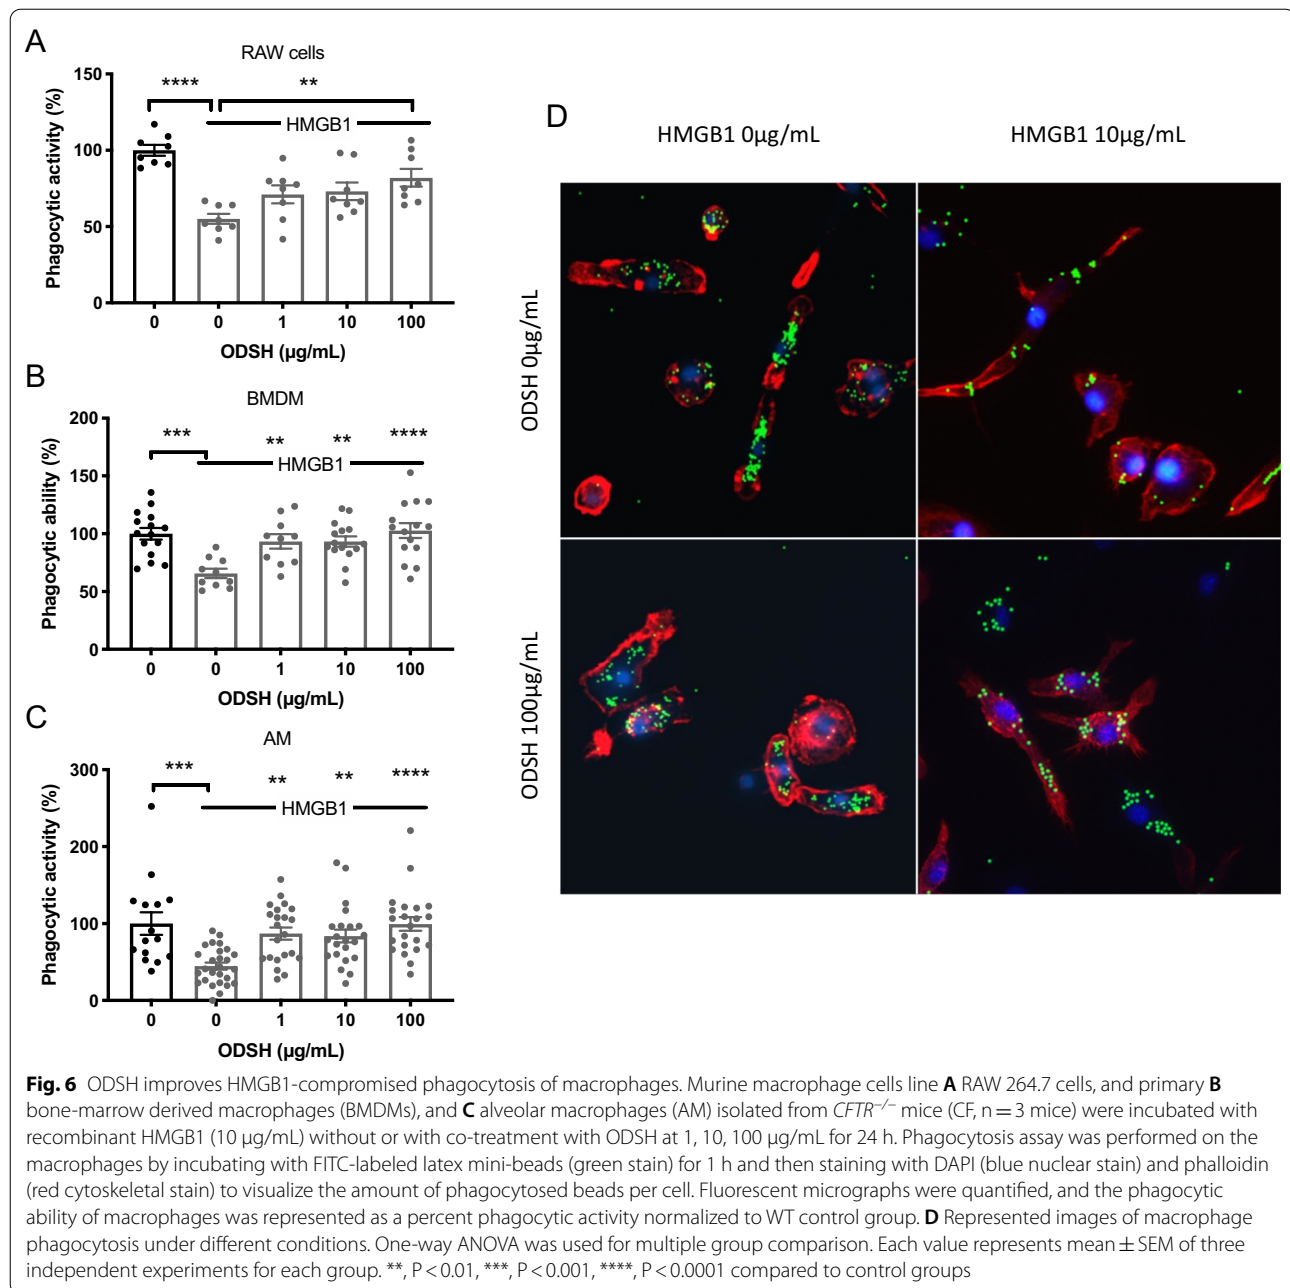 A
RAW cells
Phagocytic activity (%)
150
100
50
0
****
**
HMGB1
0
0
1
10
100
ODSH (µg/mL)
B
BMDM
Phagocytic ability (%)
200
150
100
50
0
***
**
**
****
HMGB1
0
0
1
10
100
ODSH (µg/mL)
C
AM
Phagocytic activity (%)
300
200
100
0
***
**
**
****
HMGB1
0
0
1
10
100
ODSH (µg/mL)
D
HMGB1 0µg/mL
HMGB1 10µg/mL
ODSH 0µg/mL
ODSH 100µg/mL
Fig. 6 ODSH improves HMGB1-compromised phagocytosis of macrophages. Murine macrophage cells line A RAW 264.7 cells, and primary B
bone-marrow derived macrophages (BMDMs), and C alveolar macrophages (AM) isolated from CFTR−/− mice (CF, n = 3 mice) were incubated with
recombinant HMGB1 (10 µg/mL) without or with co-treatment with ODSH at 1, 10, 100 µg/mL for 24 h. Phagocytosis assay was performed on the
macrophages by incubating with FITC-labeled latex mini-beads (green stain) for 1 h and then staining with DAPI (blue nuclear stain) and phalloidin
(red cytoskeletal stain) to visualize the amount of phagocytosed beads per cell. Fluorescent micrographs were quantified, and the phagocytic
ability of macrophages was represented as a percent phagocytic activity normalized to WT control group. D Represented images of macrophage
phagocytosis under different conditions. One-way ANOVA was used for multiple group comparison. Each value represents mean ± SEM of three
independent experiments for each group. **, P < 0.01, ***, P < 0.001, ****, P < 0.0001 compared to control groups